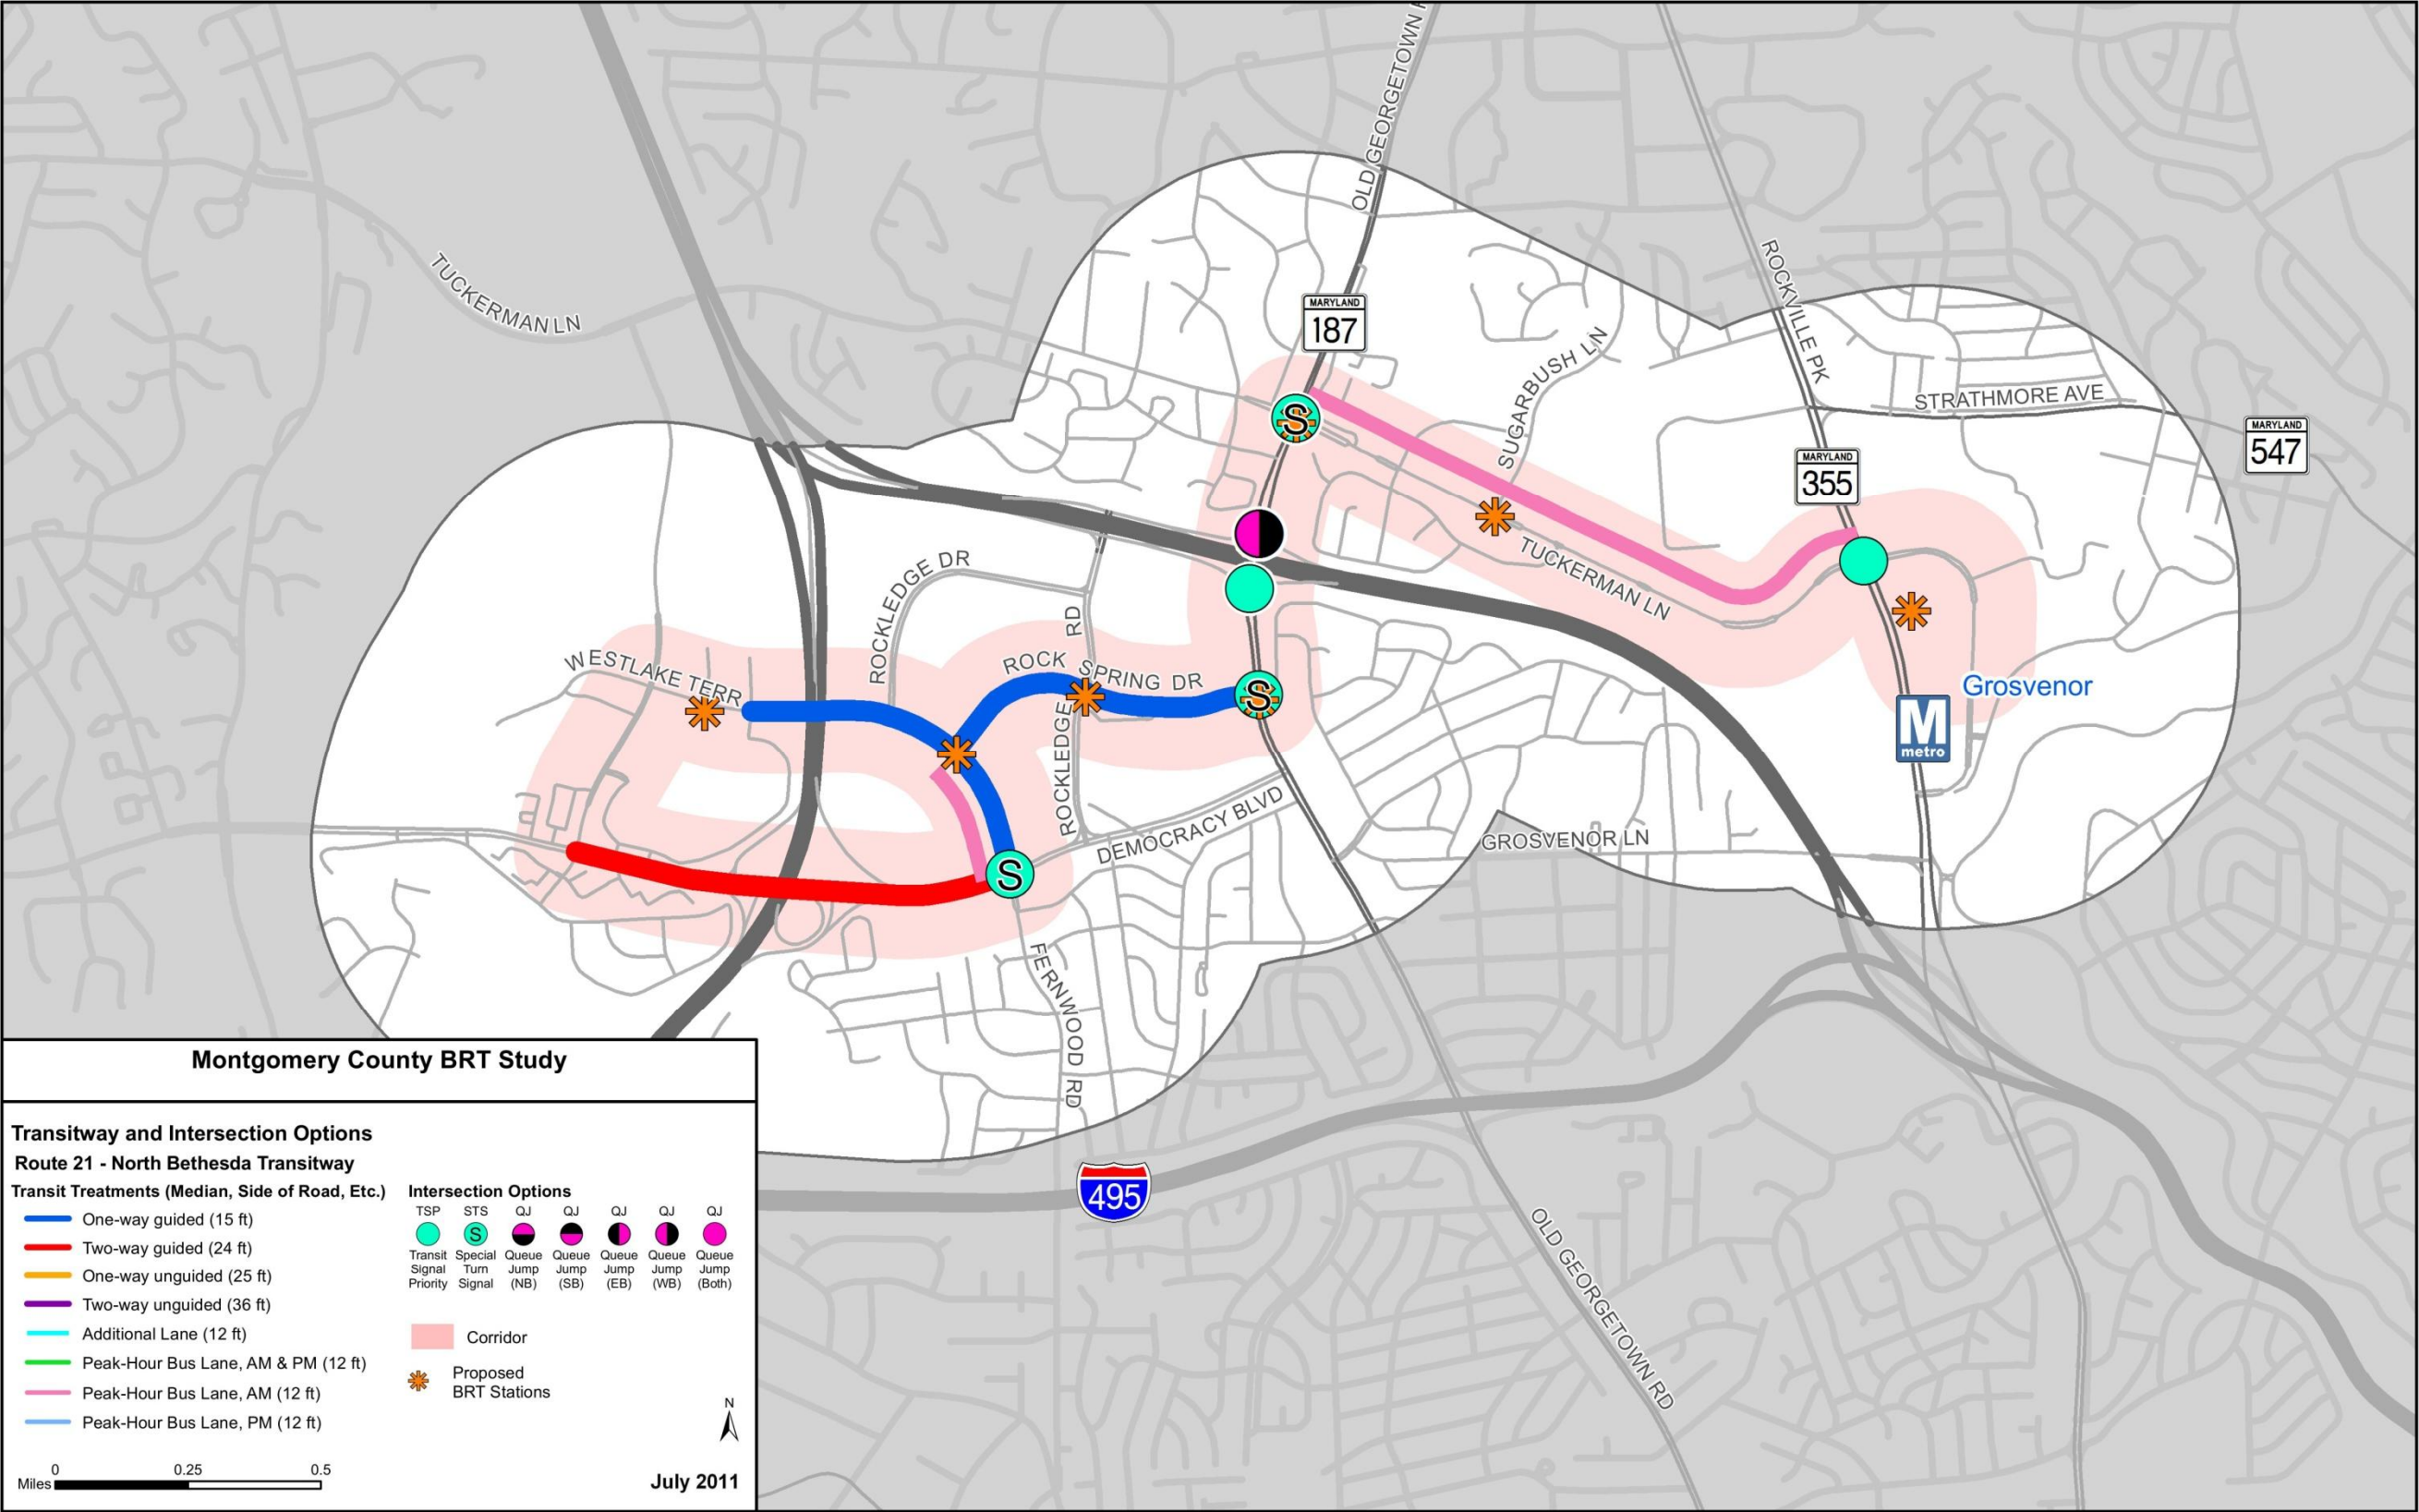 OLD GEORGETOWN R
TUCKERMAN LN
ROCKVILLE PK
MARYLAND
187
SUGARBUSH LN
STRATHMORE AVE
MARYLAND
547
MARYLAND
355
ROCKLEDGE DR
TUCKERMAN LN
WESTLAKE TERR
ROCK SPRING DR
ROCKLEDGE RD
Grosvenor
M
metro
S
S
S
DEMOCRACY BLVD
GROSVENOR LN
FERNWOOD RD
495
OLD GEORGETOWN RD
Montgomery County BRT Study
Transitway and Intersection Options
Route 21 - North Bethesda Transitway
Transit Treatments (Median, Side of Road, Etc.)
One-way guided (15 ft)
Two-way guided (24 ft)
One-way unguided (25 ft)
Two-way unguided (36 ft)
Additional Lane (12 ft)
Peak-Hour Bus Lane, AM & PM (12 ft)
Peak-Hour Bus Lane, AM (12 ft)
Peak-Hour Bus Lane, PM (12 ft)
Intersection Options
TSP STS QJ QJ QJ QJ QJ
S
Transit Special Queue Queue Queue Queue Queue
Signal Turn Jump Jump Jump Jump Jump
Priority Signal (NB) (SB) (EB) (WB) (Both)
Corridor
Proposed
BRT Stations
N
0 0.25 0.5
Miles
July 2011